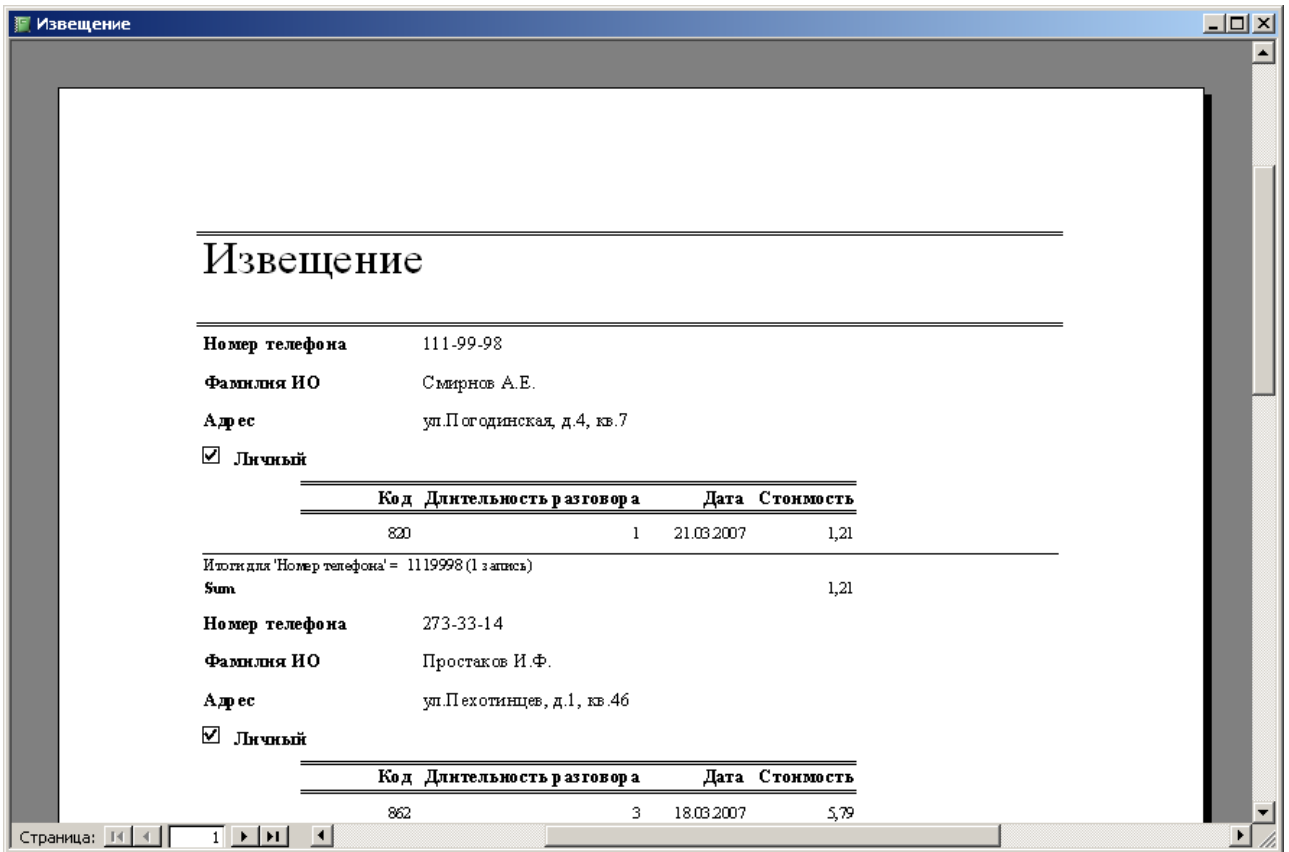 Извещение
Извещение
Номер телефона 111-99-98
Фамилия ИО Смирнов А.Е.
Адрес ул.Погодинская, д.4, кв.7
Личный
Код Длительность разговора Дата Стоимость
820 1 21.03.2007 1,21
Итоги для 'Номер телефона' = 1119998 (1 запись)
Sum 1,21
Номер телефона 273-33-14
Фамилия ИО Простаков И.Ф.
Адрес ул.Пехотинцев, д.1, кв.46
Личный
Код Длительность разговора Дата Стоимость
862 3 18.03.2007 5,79
Страница: 1